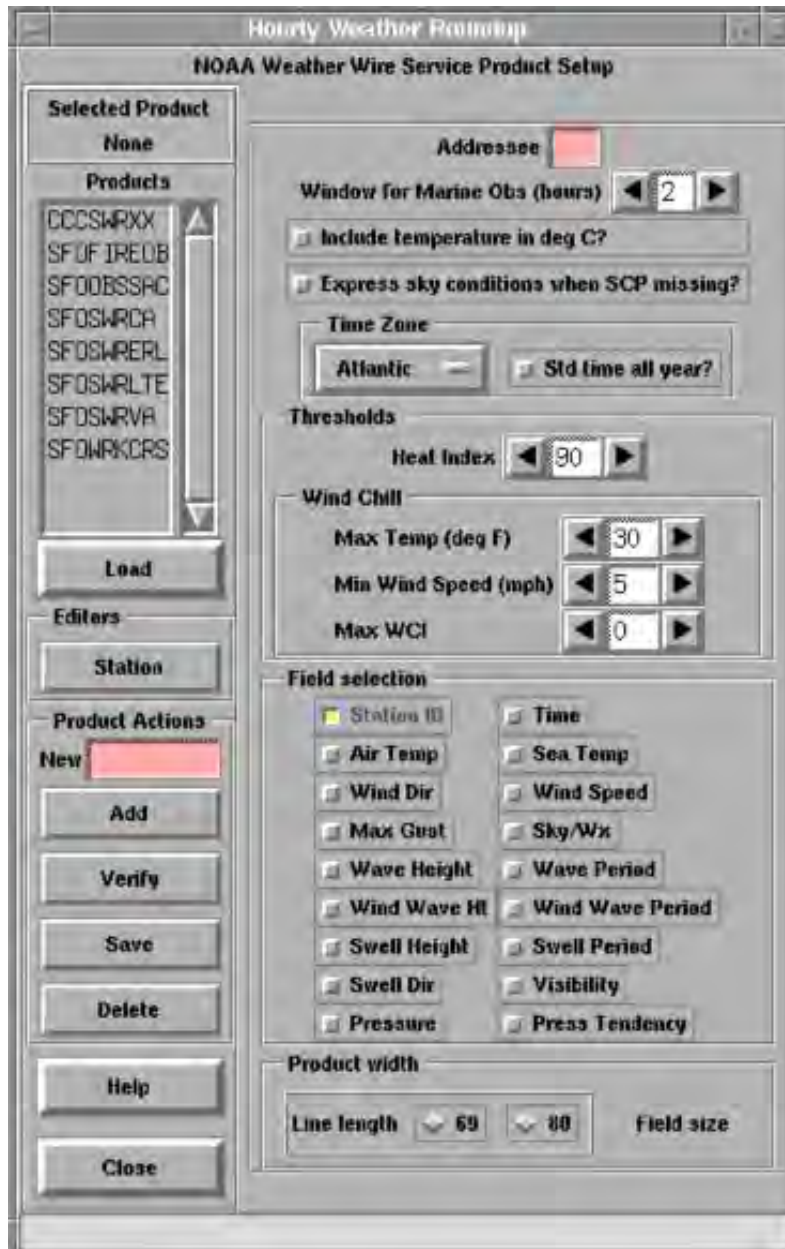 Hourly Weather Roundup
NOAA Weather Wire Service Product Setup
Selected Product
None
Products
CCCSWRXX
SFOFIREOB
SFOOBSSAC
SFOSWRCA
SFOSWRERL
SFOSWRLTE
SFOSWRVA
SFOWRKCRS
Load
Editors
Station
Product Actions
New
Add
Verify
Save
Delete
Help
Close
Addressee
Window for Marine Obs (hours) 2
Include temperature in deg C?
Express sky conditions when SCP missing?
Time Zone
Atlantic Std time all year?
Thresholds
Heat Index 90
Wind Chill
Max Temp (deg F) 30
Min Wind Speed (mph) 5
Max WCI 0
Field selection
Station ID Time
Air Temp Sea Temp
Wind Dir Wind Speed
Max Gust Sky/Wx
Wave Height Wave Period
Wind Wave Ht Wind Wave Period
Swell Height Swell Period
Swell Dir Visibility
Pressure Press Tendency
Product width
Line length 69 80 Field size